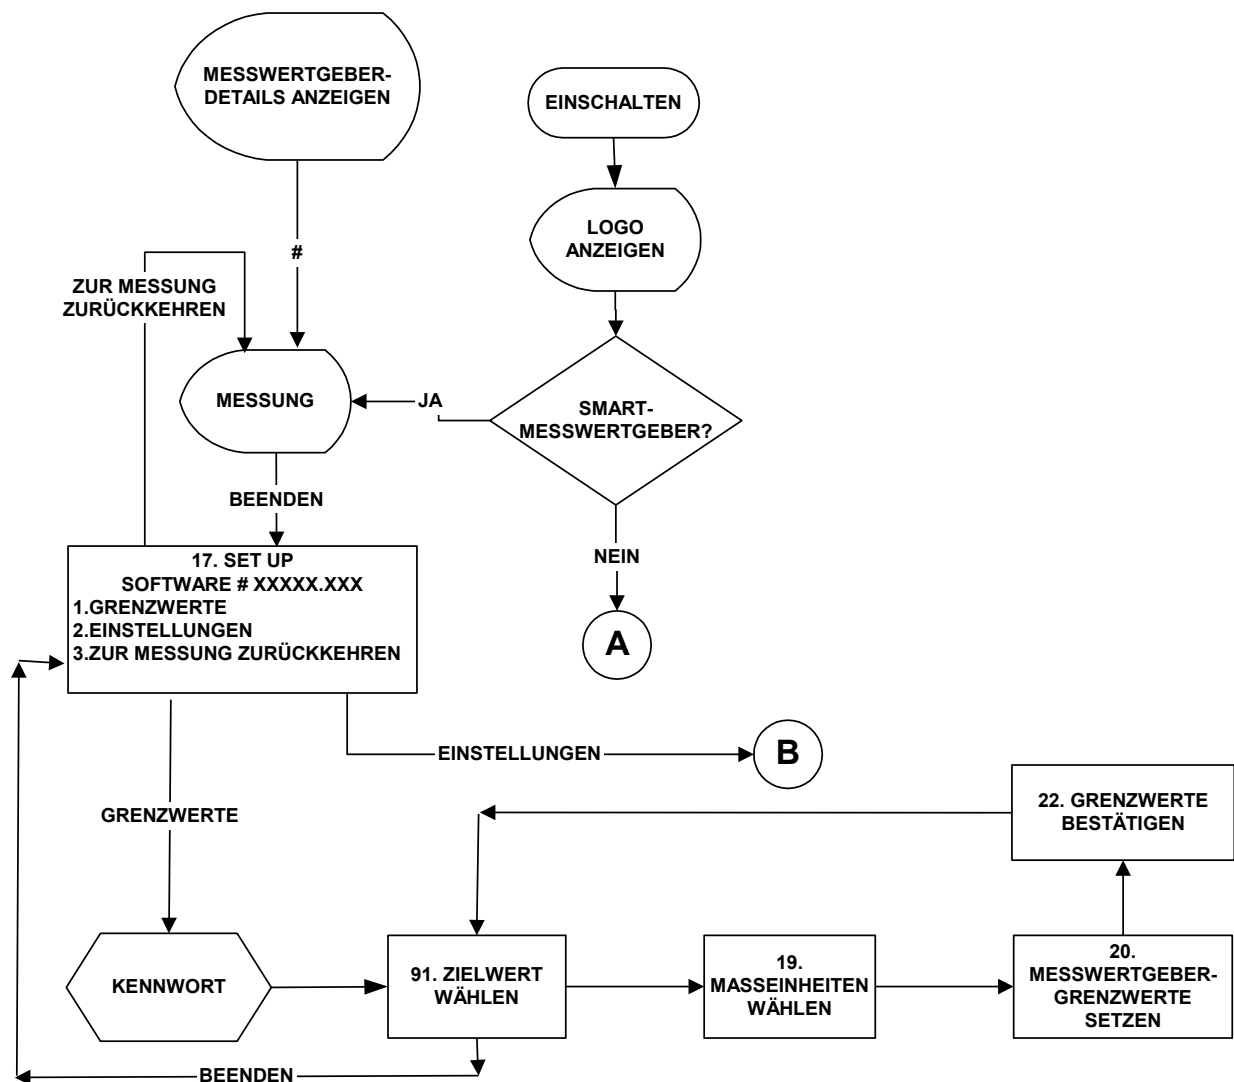 MESSWERTGEBER-
DETAILS ANZEIGEN
EINSCHALTEN
LOGO
ANZEIGEN
#
ZUR MESSUNG
ZURÜCKKEHREN
MESSUNG
JA
SMART-
MESSWERTGEBER?
BEENDEN
NEIN
17. SET UP
SOFTWARE # XXXXX.XXX
1.GRENZWERTE
2.EINSTELLUNGEN
3.ZUR MESSUNG ZURÜCKKEHREN
A
EINSTELLUNGEN
B
GRENZWERTE
22. GRENZWERTE
BESTÄTIGEN
KENNWORT
91. ZIELWERT
WÄHLEN
19.
MASSEINHEITEN
WÄHLEN
20.
MESSWERTGEBER-
GRENZWERTE
SETZEN
BEENDEN